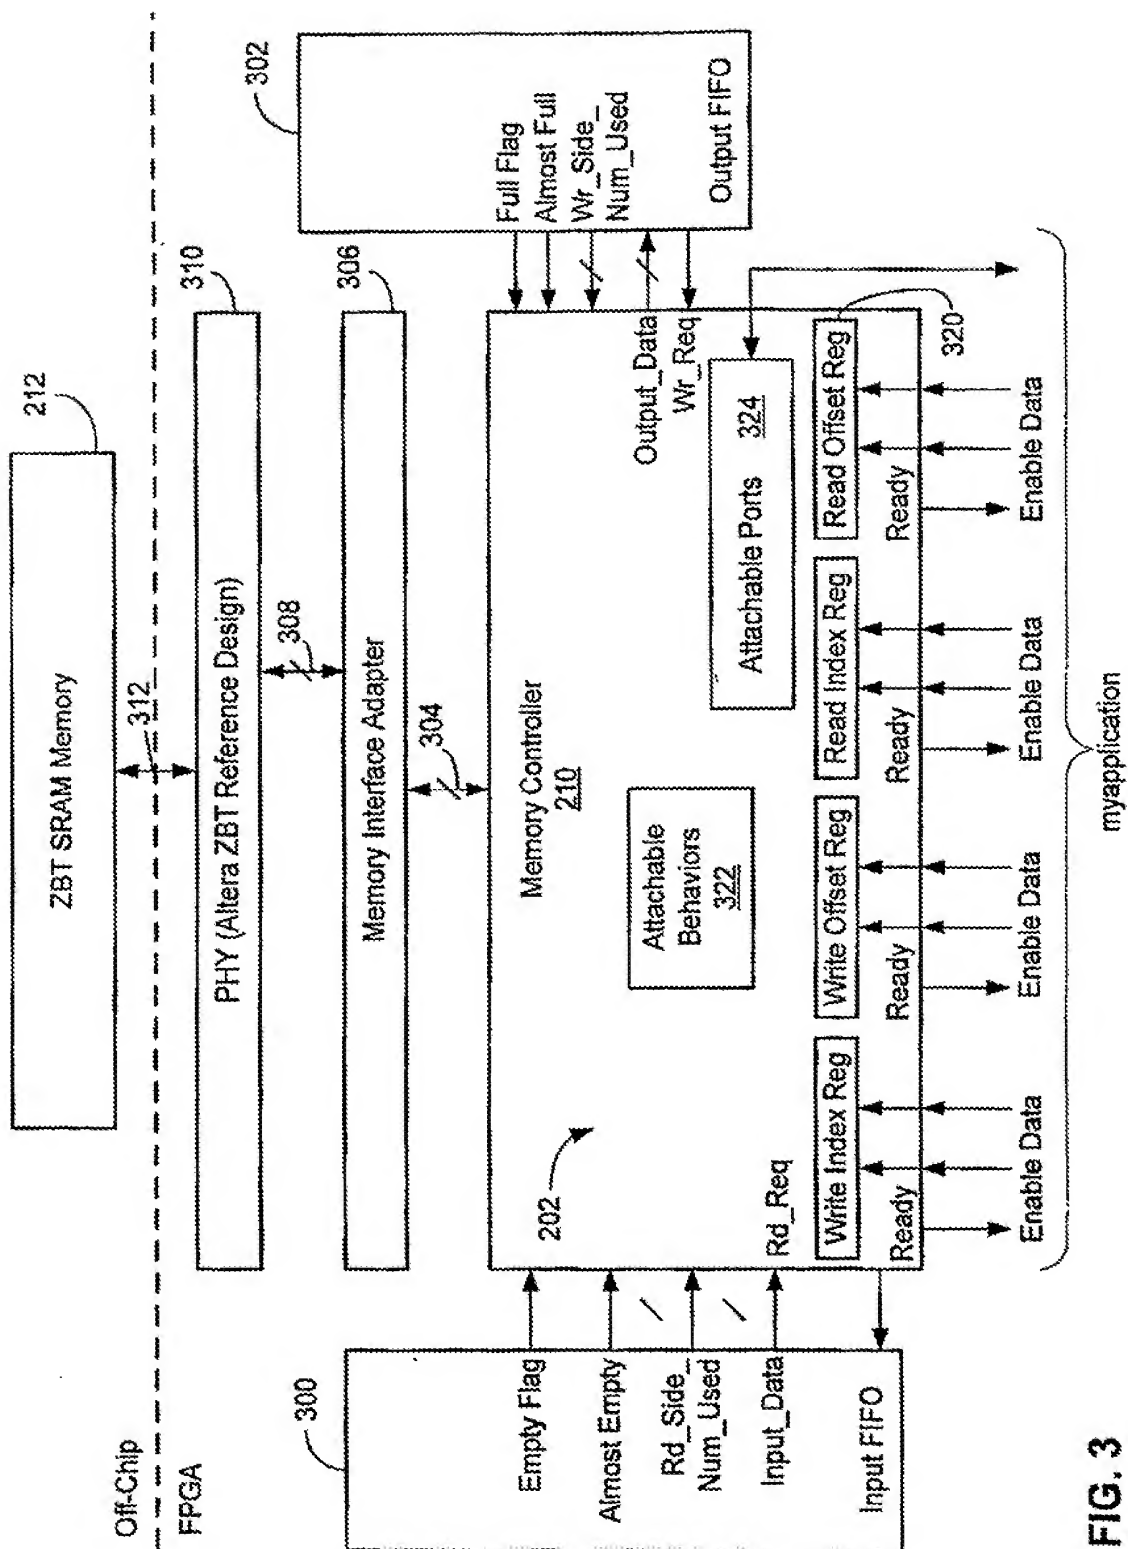 Off-Chip
FPGA
ZBT SRAM Memory
212
312
PHY (Altera ZBT Reference Design)
310
308
Memory Interface Adapter
306
304
300
Empty Flag
Almost Empty
Rd_Side_
Num_Used
Input_Data
Input FIFO
202
Rd_Req
Memory Controller
210
Attachable
Behaviors
322
Attachable Ports
324
Output_Data
Wr_Req
302
Full Flag
Almost Full
Wr_Side_
Num_Used
Output FIFO
Write Index Reg
Write Offset Reg
Read Index Reg
Read Offset Reg
320
Ready
Ready
Ready
Ready
Enable Data
Enable Data
Enable Data
Enable Data
myapplication
FIG. 3